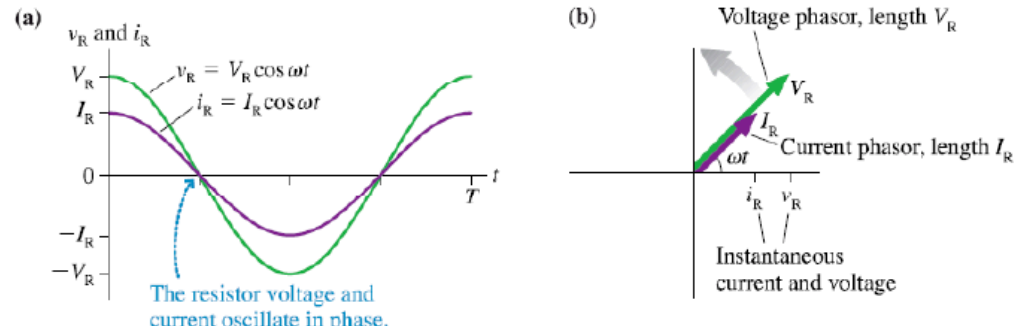 (a)
v_R and i_R
V_R
v_R = V_R cos ωt
I_R
i_R = I_R cos ωt
0
t
T
−I_R
−V_R
The resistor voltage and
current oscillate in phase.
(b)
Voltage phasor, length V_R
V_R
I_R
Current phasor, length I_R
ωt
i_R v_R
Instantaneous
current and voltage